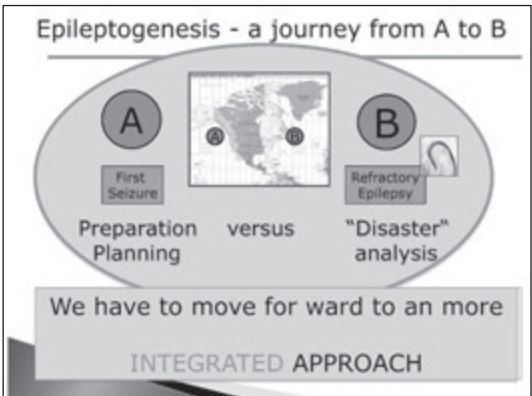 Epileptogenesis - a journey from A to B
A
A
B
B
First
Seizure
Refractory
Epilepsy
Preparation
Planning
versus
"Disaster"
analysis
We have to move for ward to an more
INTEGRATED APPROACH